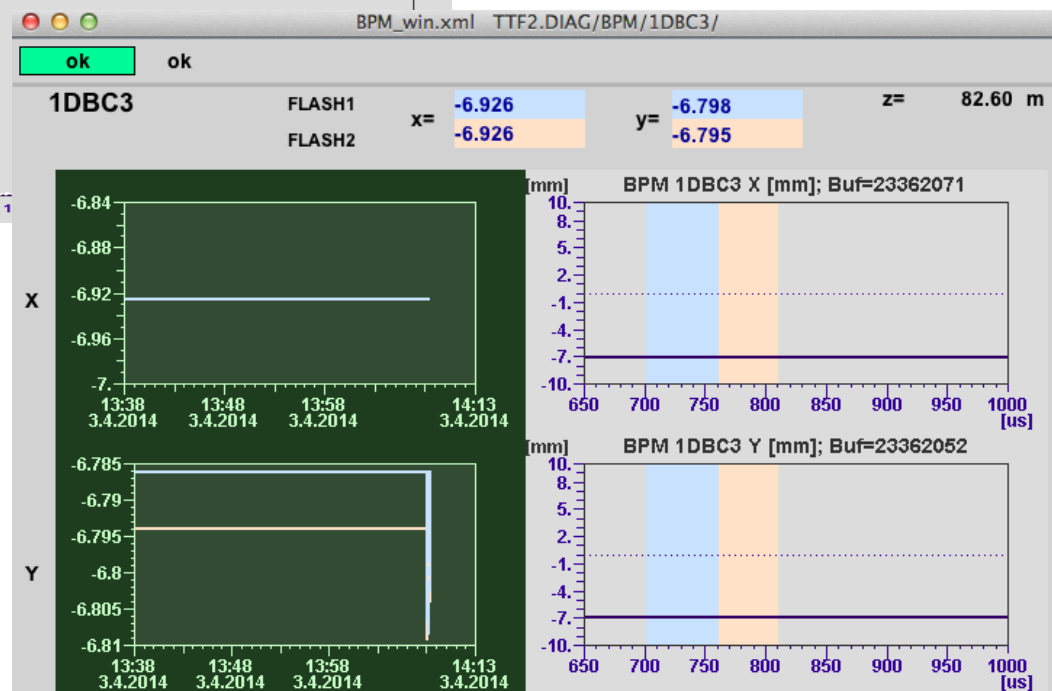 BPM_win.xml TTF2.DIAG/BPM/1DBC3/
ok ok
1DBC3 FLASH1 x= -6.926 y= -6.798 z= 82.60 m
FLASH2 -6.926 -6.795
1
[mm] BPM 1DBC3 X [mm]; Buf=23362071
X
-6.84
-6.88
-6.92
-6.96
-7.
13:38 13:48 13:58 14:13
3.4.2014 3.4.2014 3.4.2014 3.4.2014
10.
8.
5.
2.
-1.
-4.
-7.
-10.
650 700 750 800 850 900 950 1000
[us]
[mm] BPM 1DBC3 Y [mm]; Buf=23362052
Y
-6.785
-6.79
-6.795
-6.8
-6.805
-6.81
13:38 13:48 13:58 14:13
3.4.2014 3.4.2014 3.4.2014 3.4.2014
10.
8.
5.
2.
-1.
-4.
-7.
-10.
650 700 750 800 850 900 950 1000
[us]